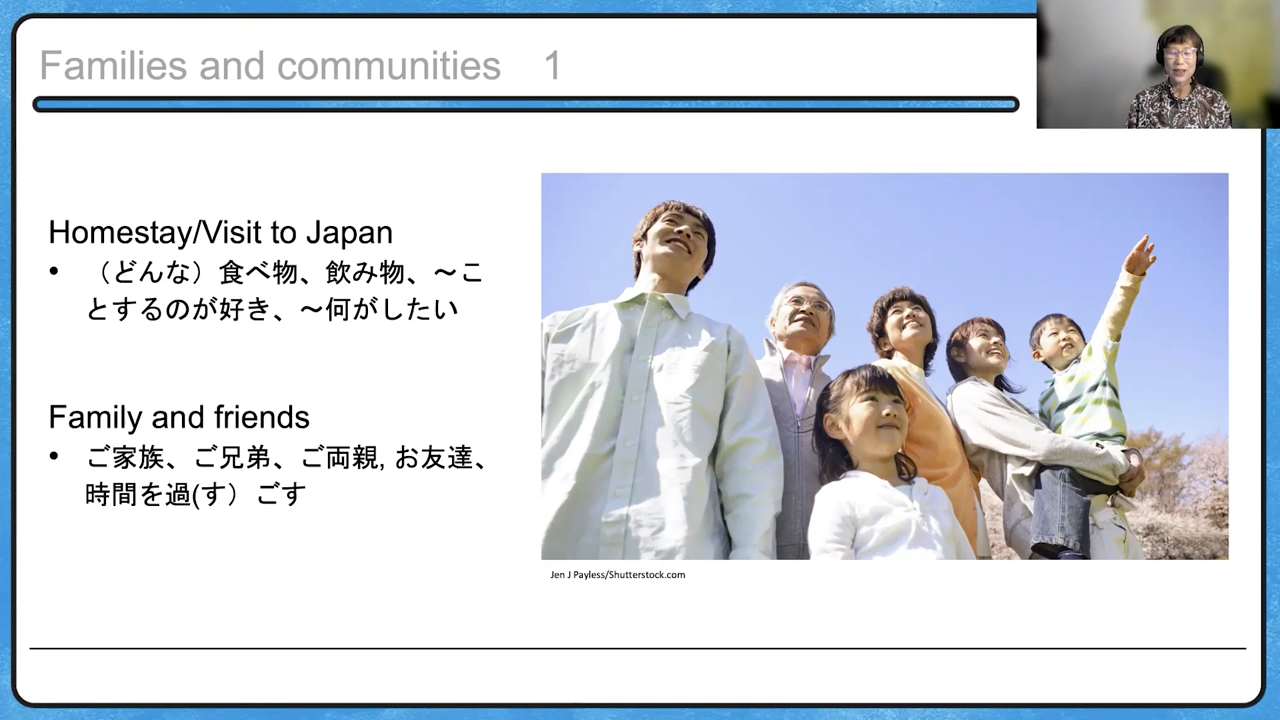 Families and communities 1
Homestay/Visit to Japan
• （どんな）食べ物、飲み物、～こ
とするのが好き、～何がしたい
Family and friends
• ご家族、ご兄弟、ご両親, お友達、
時間を過(す）ごす
Jen J Payless/Shutterstock.com